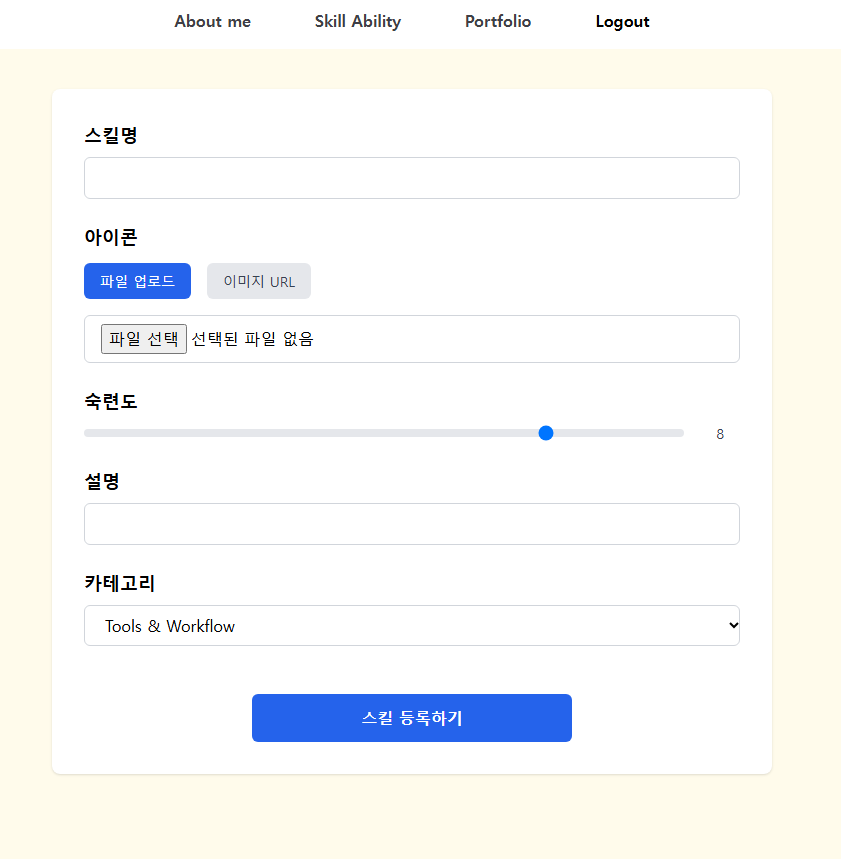 About me Skill Ability Portfolio Logout
스킬명
아이콘
파일 업로드 이미지 URL
파일 선택 선택된 파일 없음
숙련도
8
설명
카테고리
Tools & Workflow
스킬 등록하기